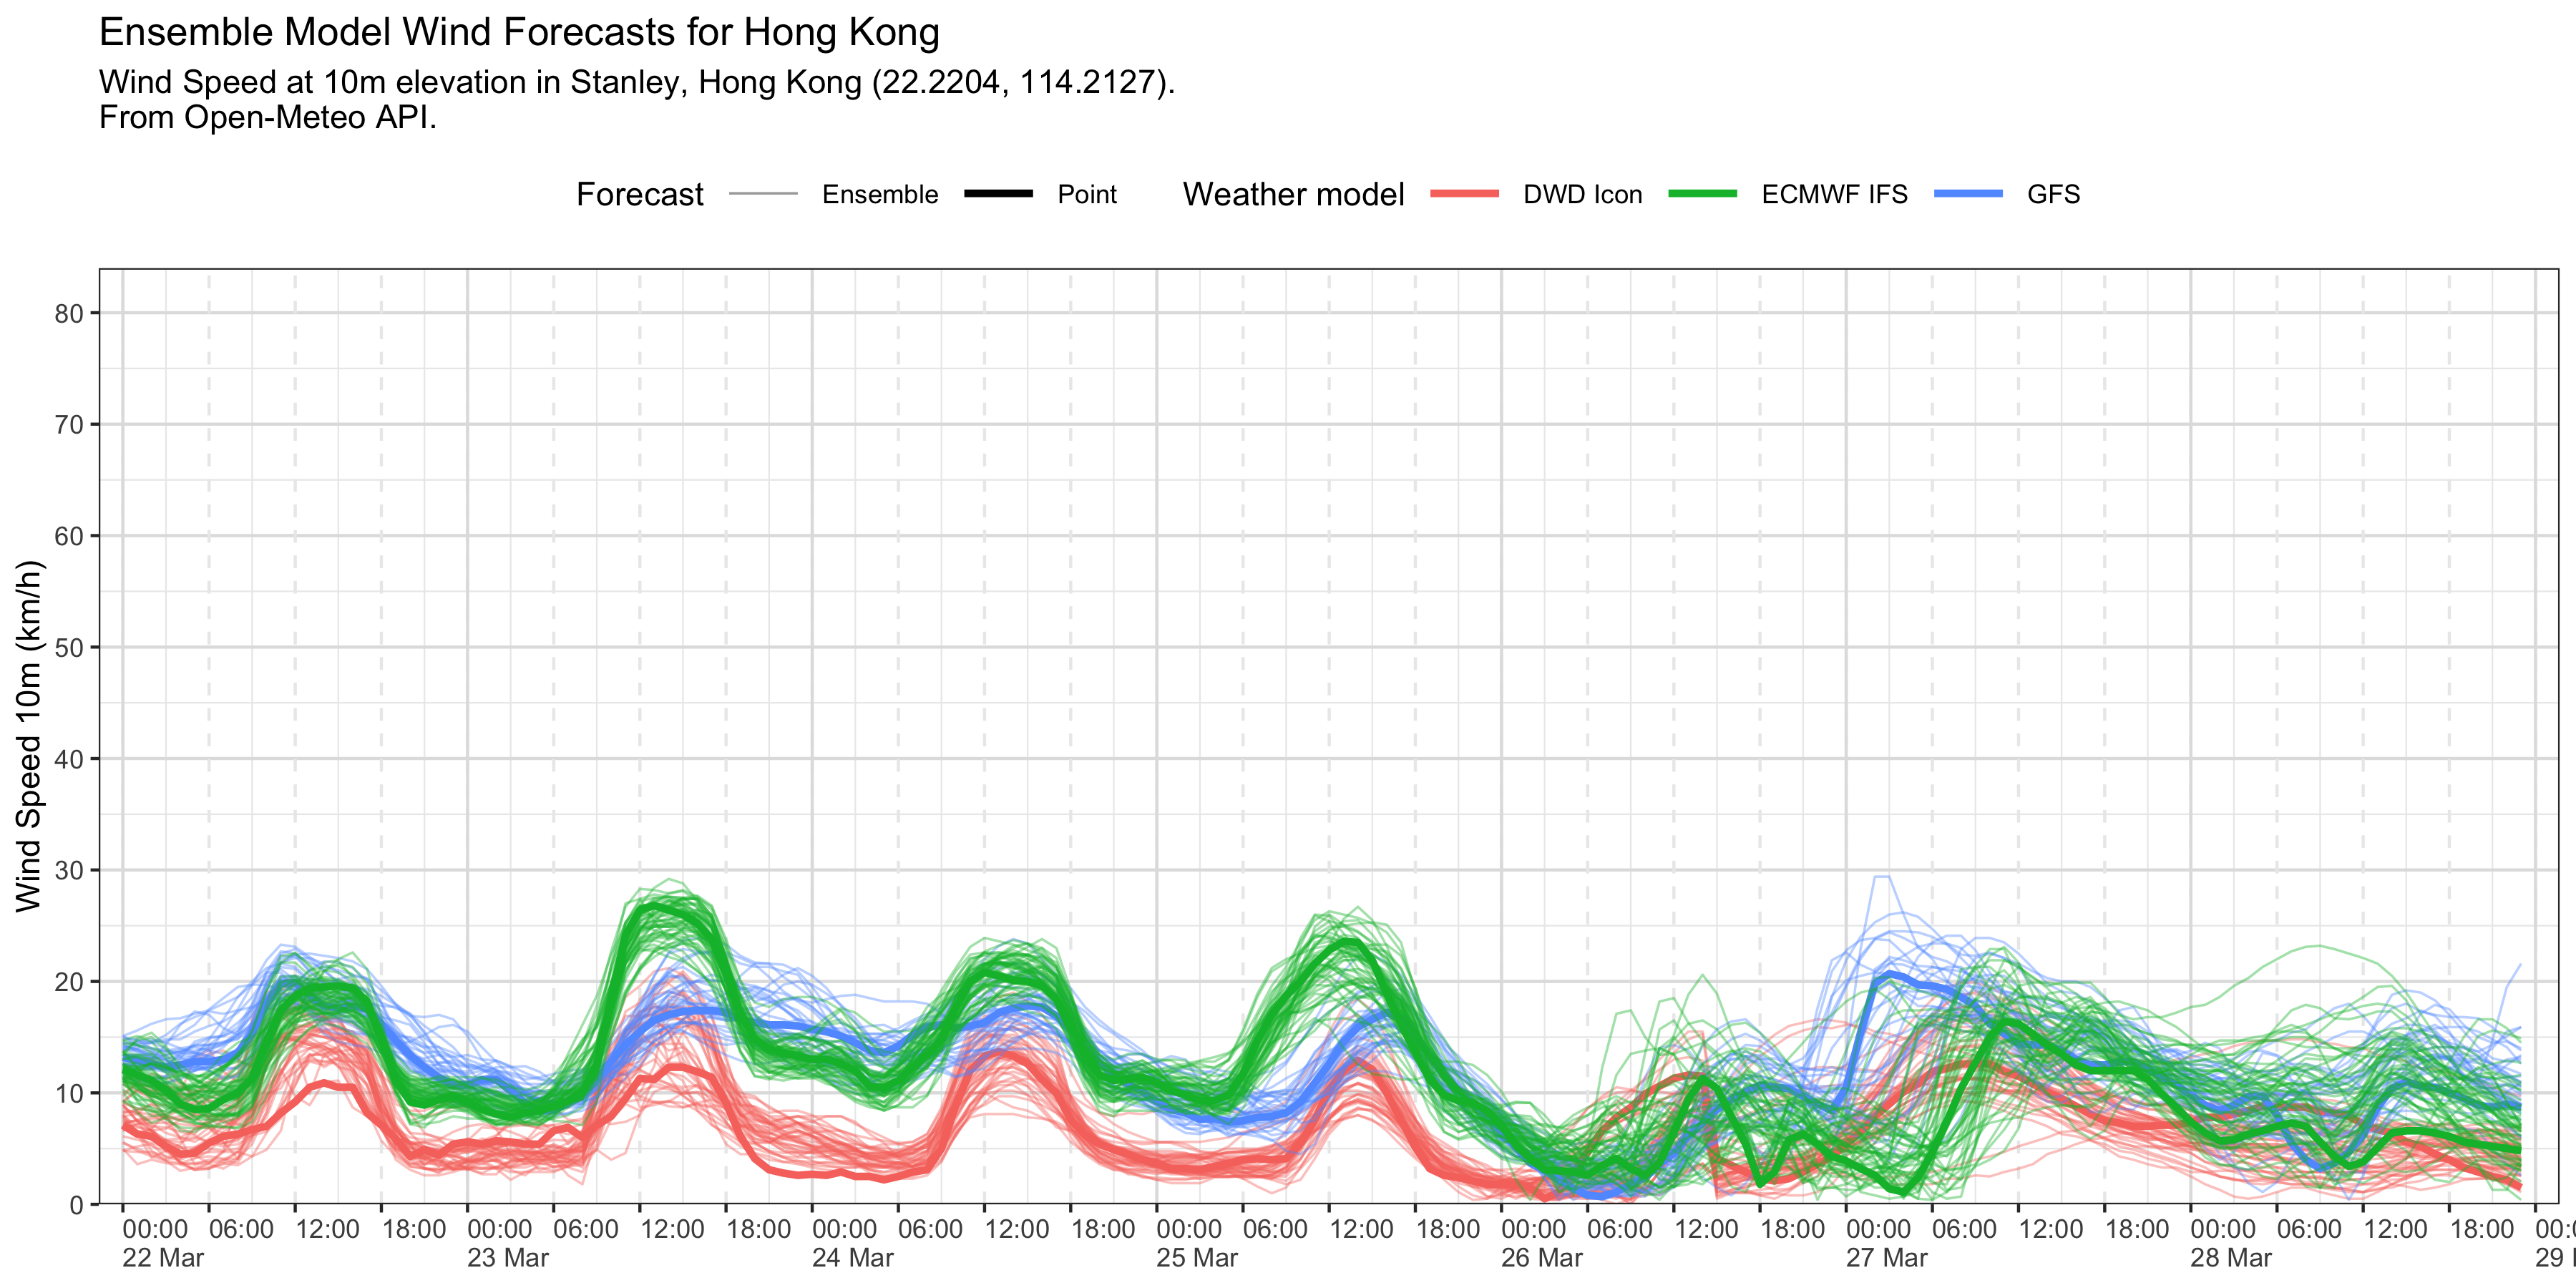 Ensemble Model Wind Forecasts for Hong Kong
Wind Speed at 10m elevation in Stanley, Hong Kong (22.2204, 114.2127).
From Open-Meteo API.
Forecast Ensemble Point Weather model DWD Icon ECMWF IFS GFS
Wind Speed 10m (km/h)
80
70
60
50
40
30
20
10
0
00:00 06:00 12:00 18:00 00:00 06:00 12:00 18:00 00:00 06:00 12:00 18:00 00:00 06:00 12:00 18:00 00:00 06:00 12:00 18:00 00:00 06:00 12:00 18:00 00:00 06:00 12:00 18:00 00:0
22 Mar 23 Mar 24 Mar 25 Mar 26 Mar 27 Mar 28 Mar 29